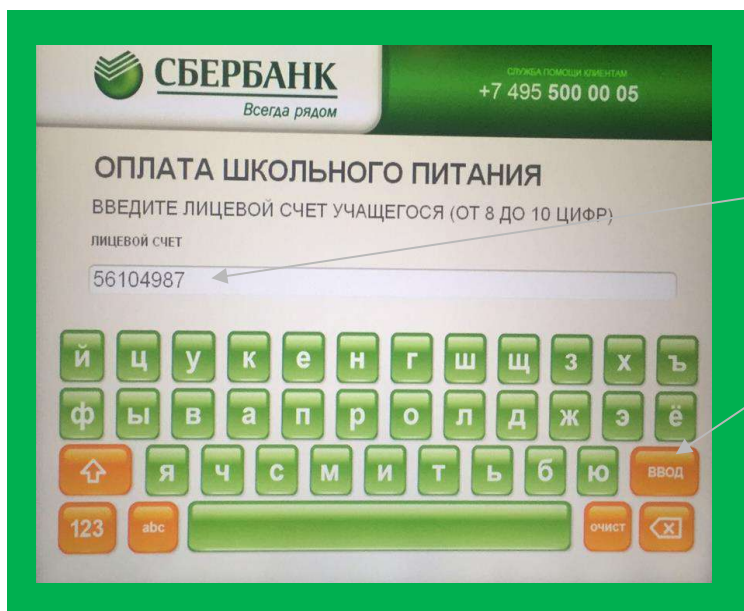 СБЕРБАНК
Всегда рядом
СЛУЖБА ПОМОЩИ КЛИЕНТАМ
+7 495 500 00 05
ОПЛАТА ШКОЛЬНОГО ПИТАНИЯ
ВВЕДИТЕ ЛИЦЕВОЙ СЧЕТ УЧАЩЕГОСЯ (ОТ 8 ДО 10 ЦИФР)
ЛИЦЕВОЙ СЧЕТ
56104987
й ц у к е н г ш щ з х ъ
ф ы в а п р о л д ж э ё
я ч с м и т ь б ю ввод
123 abc очист